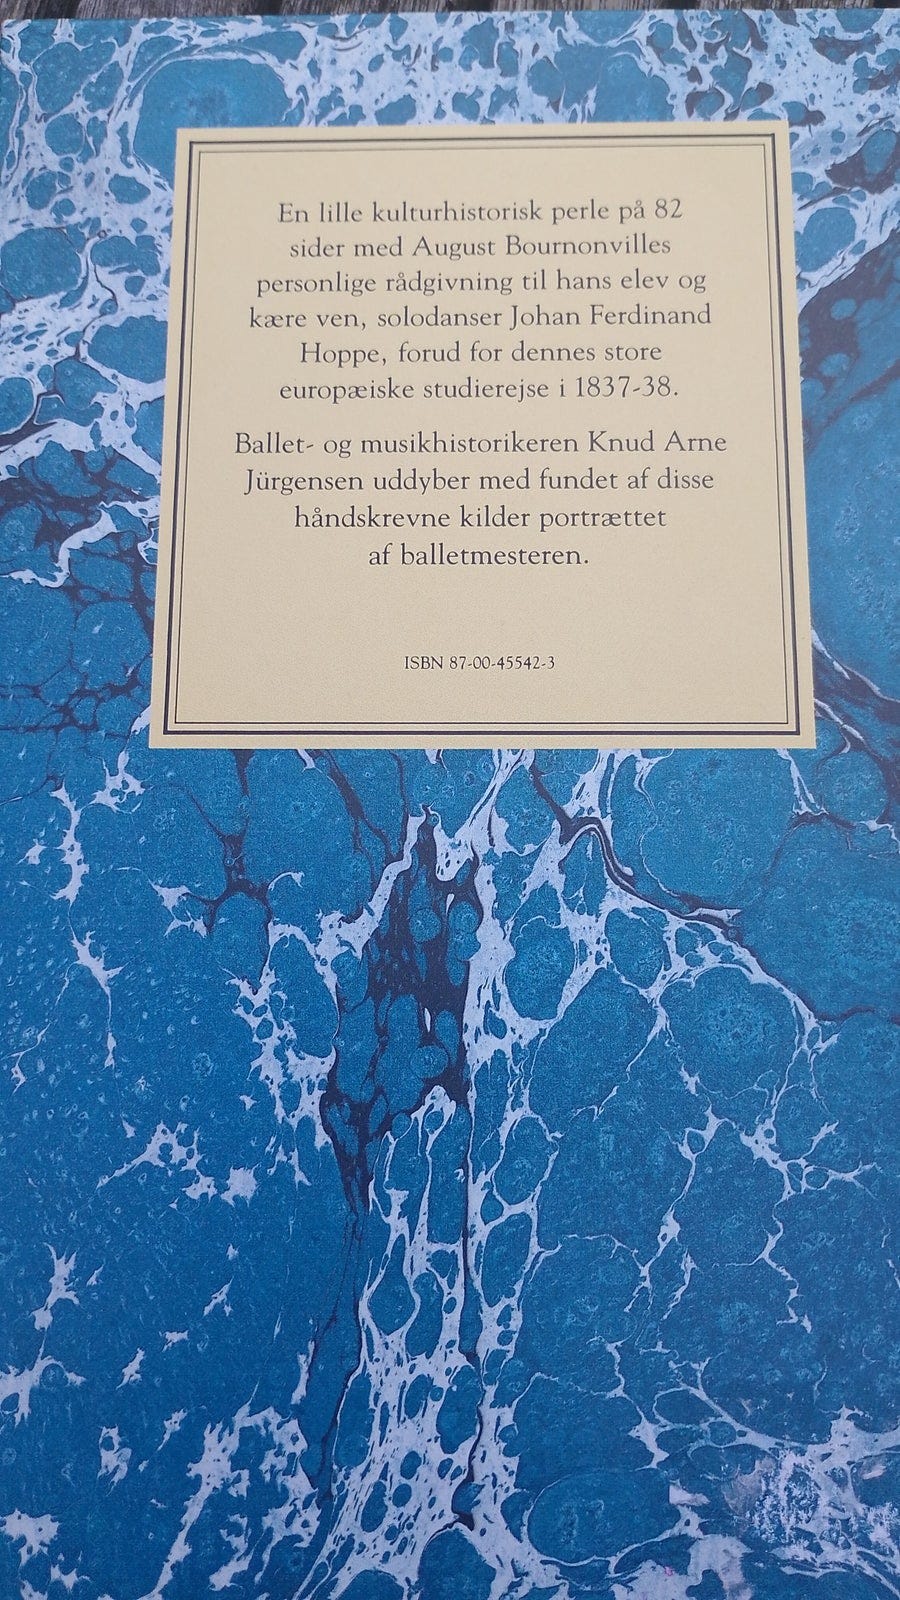 En lille kulturhistorisk perle på 82
sider med August Bournonvilles
personlige rådgivning til hans elev og
kære ven, solodanser Johan Ferdinand
Hoppe, forud for dennes store
europæiske studierejse i 1837-38.
Ballet- og musikhistorikeren Knud Arne
Jürgensen uddyber med fundet af disse
håndskrevne kilder portrættet
af balletmesteren.
ISBN 87-00-45542-3